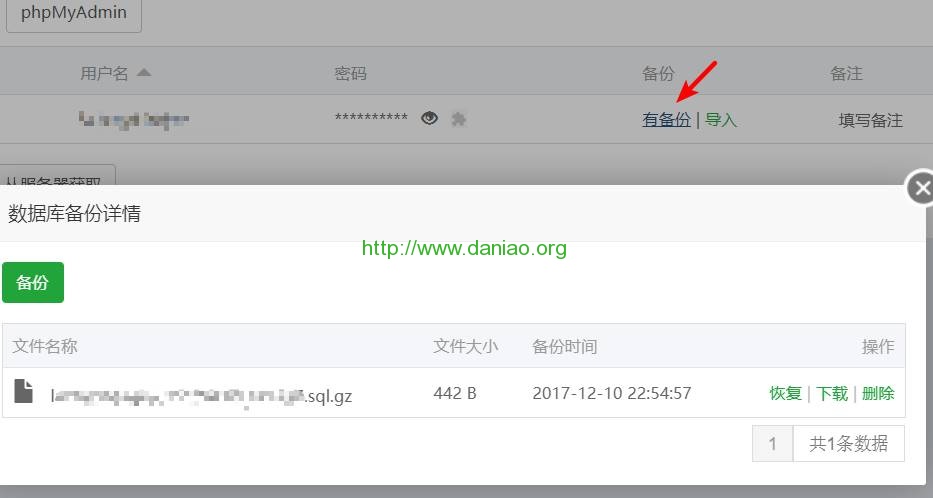 phpMyAdmin
用户名 密码 备份 备注
********** 有备份 | 导入 填写备注
从服务器获取
数据库备份详情
http://www.daniao.org
备份
文件名称 文件大小 备份时间 操作
.sql.gz 442 B 2017-12-10 22:54:57 恢复 | 下载 | 删除
1 共1条数据